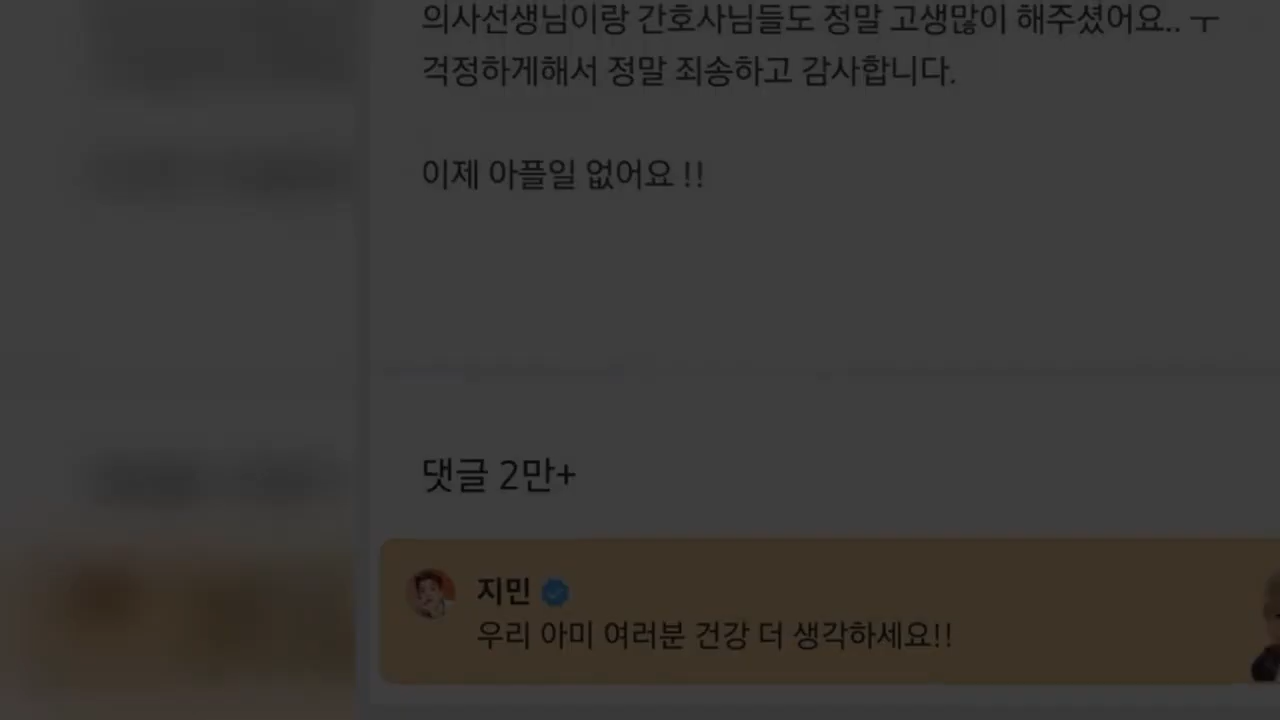 의사선생님이랑 간호사님들도 정말 고생많이 해주셨어요.. ㅜ
걱정하게해서 정말 죄송하고 감사합니다.
이제 아플일 없어요 !!
댓글 2만+
지민
우리 아미 여러분 건강 더 생각하세요!!